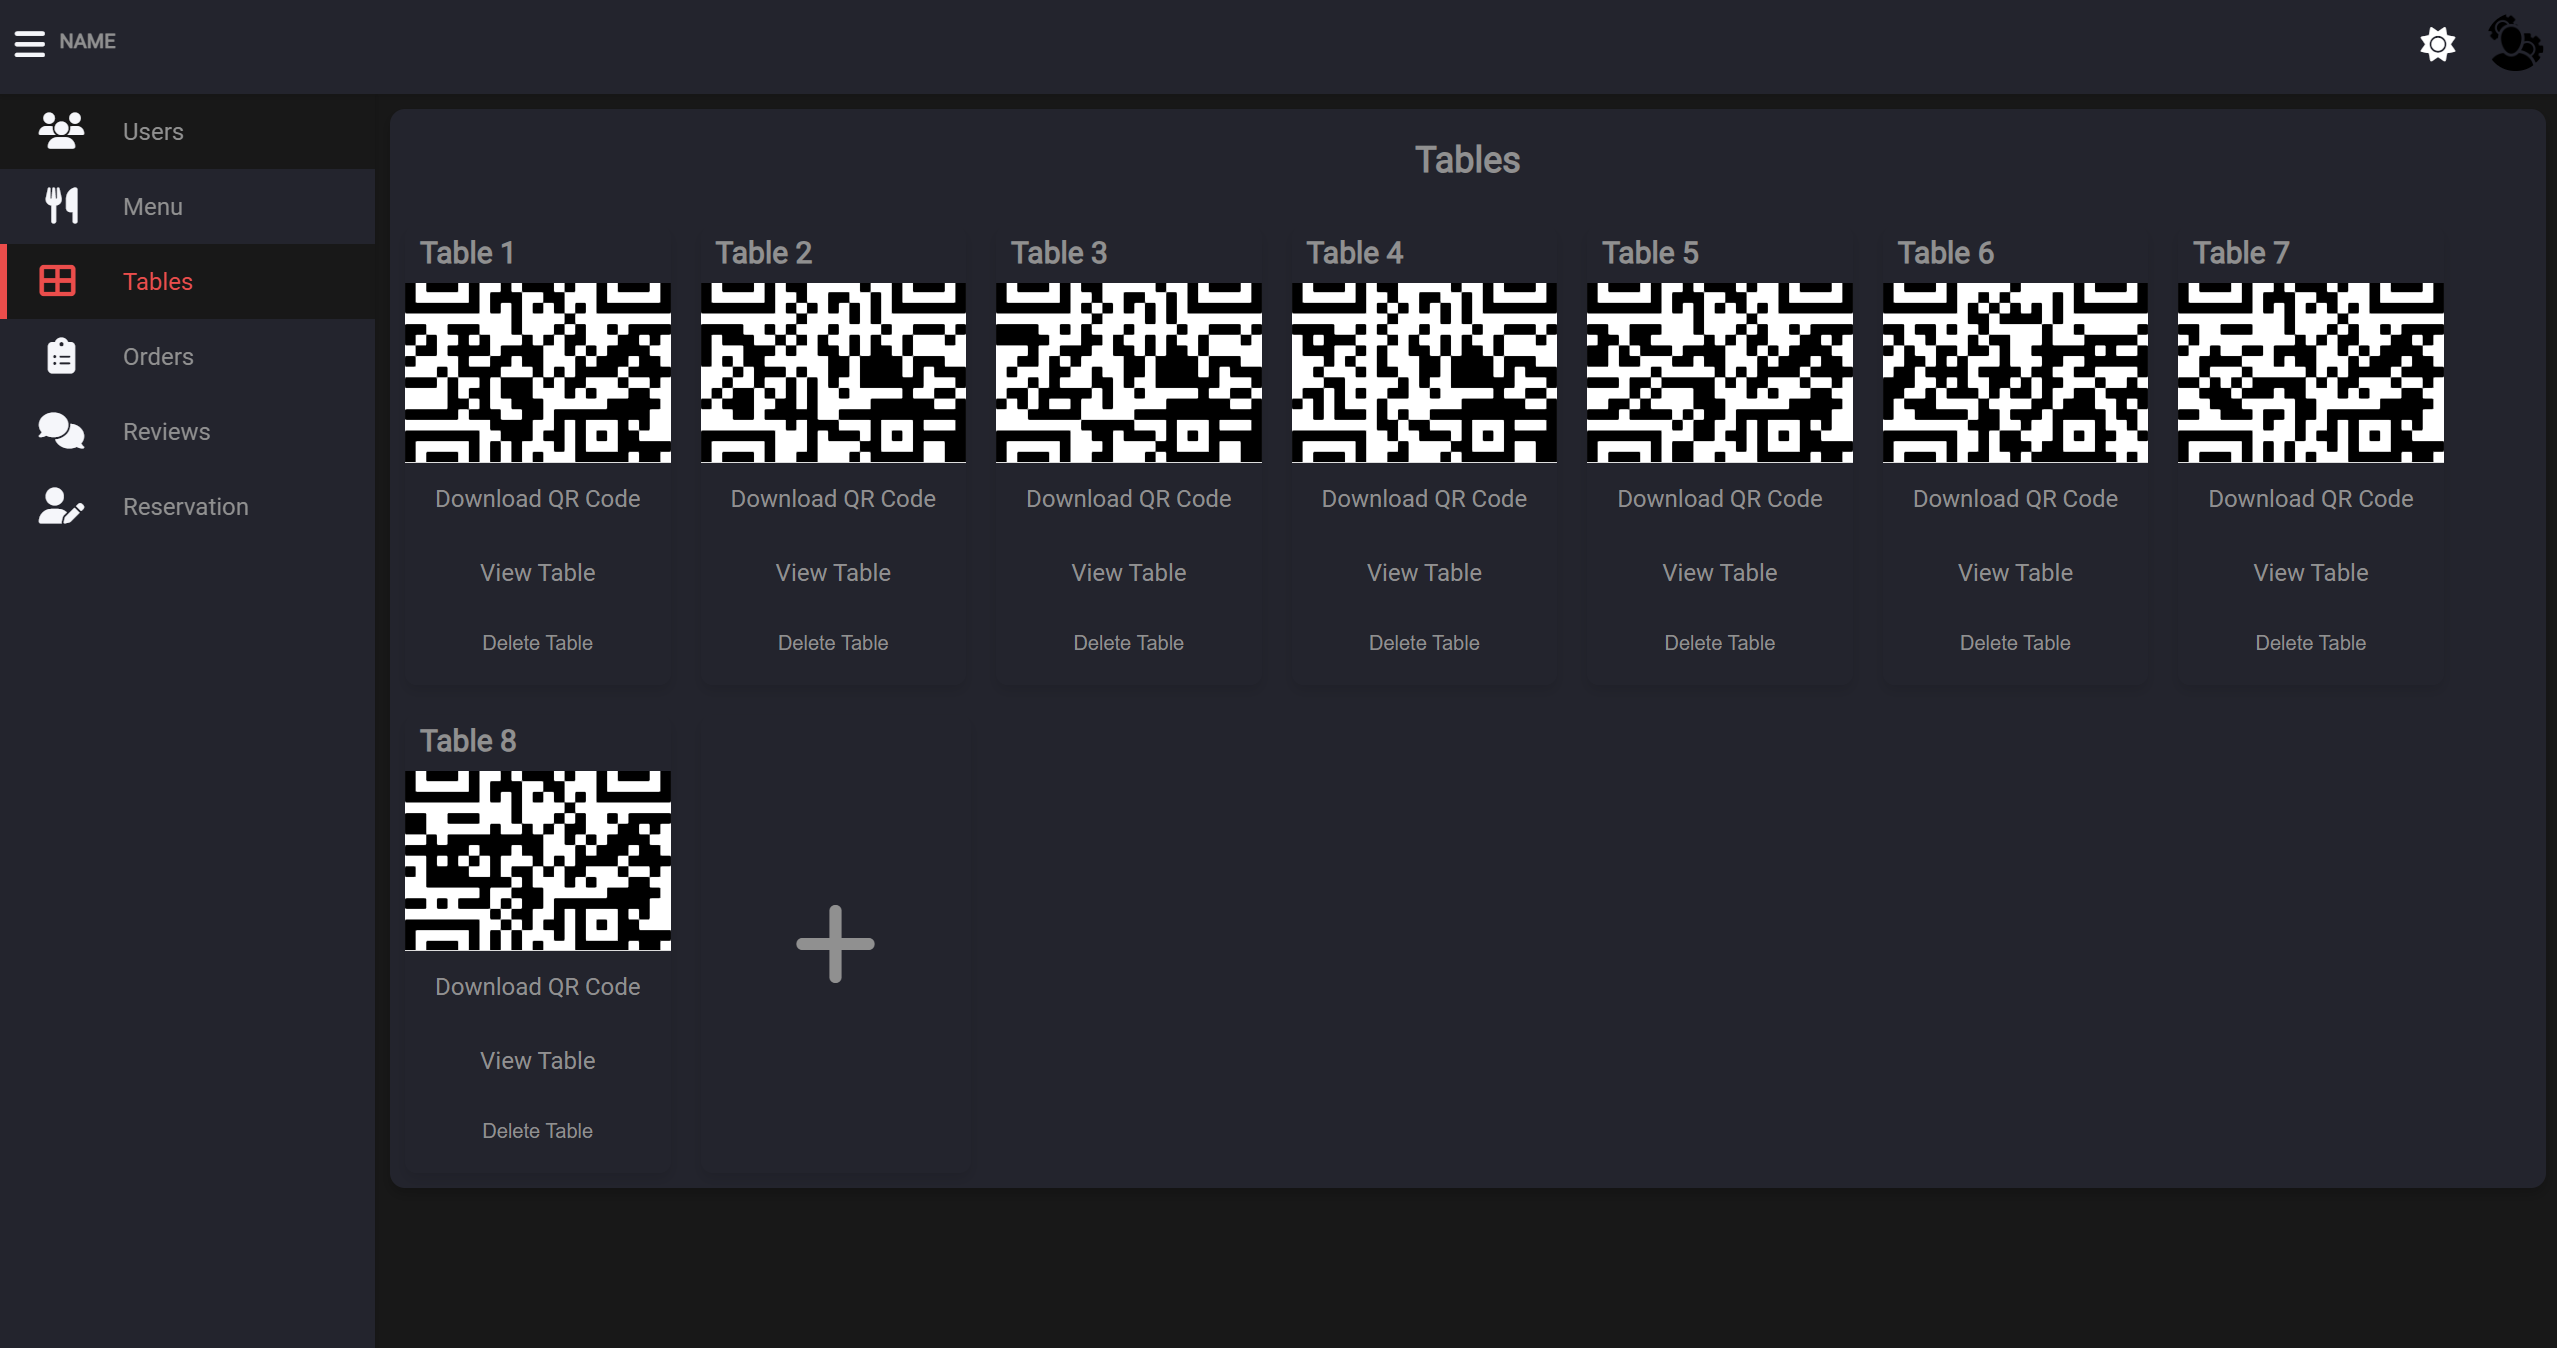 NAME
Users
Menu
Tables
Orders
Reviews
Reservation
Tables
Table 1 Table 2 Table 3 Table 4 Table 5 Table 6 Table 7
Download QR Code Download QR Code Download QR Code Download QR Code Download QR Code Download QR Code Download QR Code
View Table View Table View Table View Table View Table View Table View Table
Delete Table Delete Table Delete Table Delete Table Delete Table Delete Table Delete Table
Table 8
Download QR Code
View Table
Delete Table